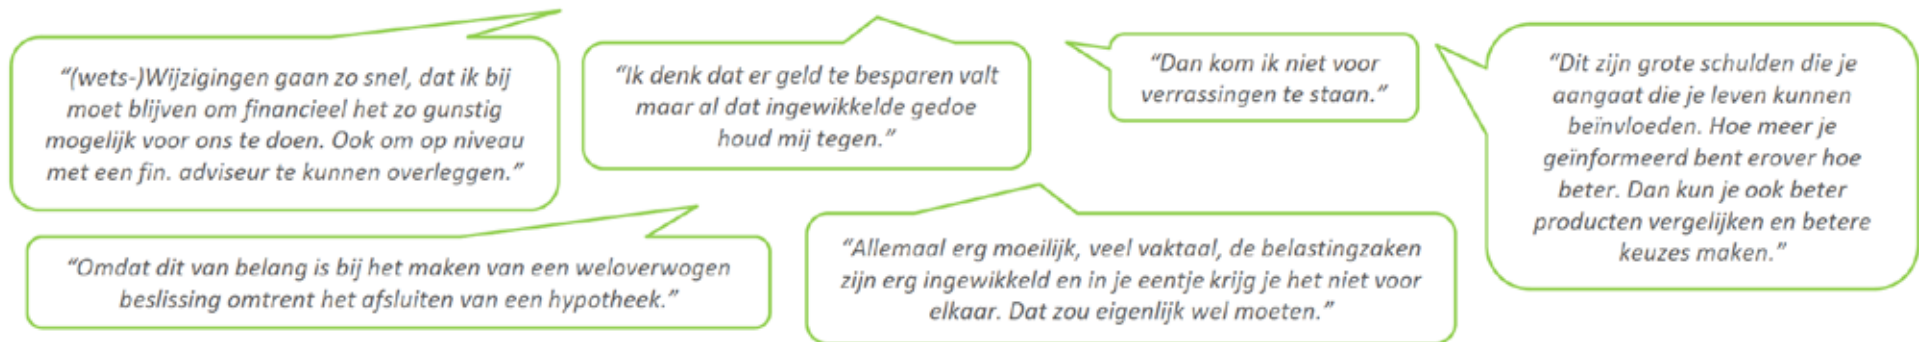 “(wets-)Wijzigingen gaan zo snel, dat ik bij
moet blijven om financieel het zo gunstig
mogelijk voor ons te doen. Ook om op niveau
met een fin. adviseur te kunnen overleggen.”
“Ik denk dat er geld te besparen valt
maar al dat ingewikkelde gedoe
houd mij tegen.”
“Dan kom ik niet voor
verrassingen te staan.”
“Dit zijn grote schulden die je
aangaat die je leven kunnen
beïnvloeden. Hoe meer je
geïnformeerd bent erover hoe
beter. Dan kun je ook beter
producten vergelijken en betere
keuzes maken.”
“Omdat dit van belang is bij het maken van een weloverwogen
beslissing omtrent het afsluiten van een hypotheek.”
“Allemaal erg moeilijk, veel vaktaal, de belastingzaken
zijn erg ingewikkeld en in je eentje krijg je het niet voor
elkaar. Dat zou eigenlijk wel moeten.”